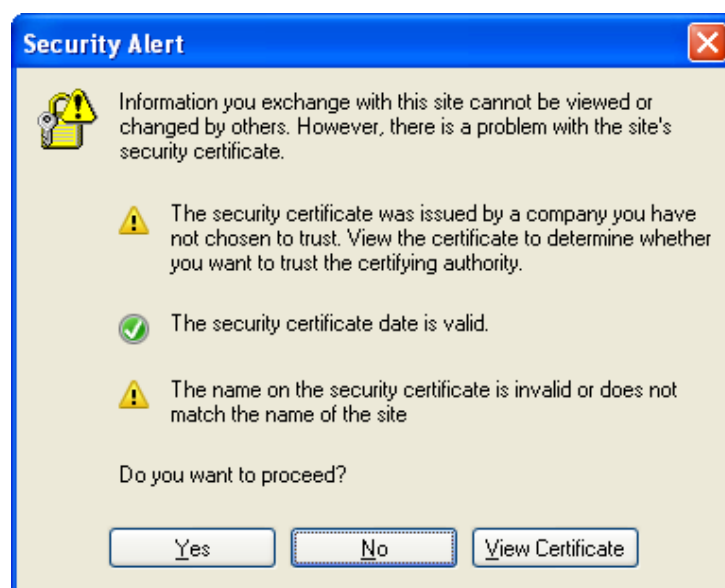 Security Alert
Information you exchange with this site cannot be viewed or
changed by others. However, there is a problem with the site's
security certificate.
The security certificate was issued by a company you have
not chosen to trust. View the certificate to determine whether
you want to trust the certifying authority.
The security certificate date is valid.
The name on the security certificate is invalid or does not
match the name of the site
Do you want to proceed?
Yes No View Certificate